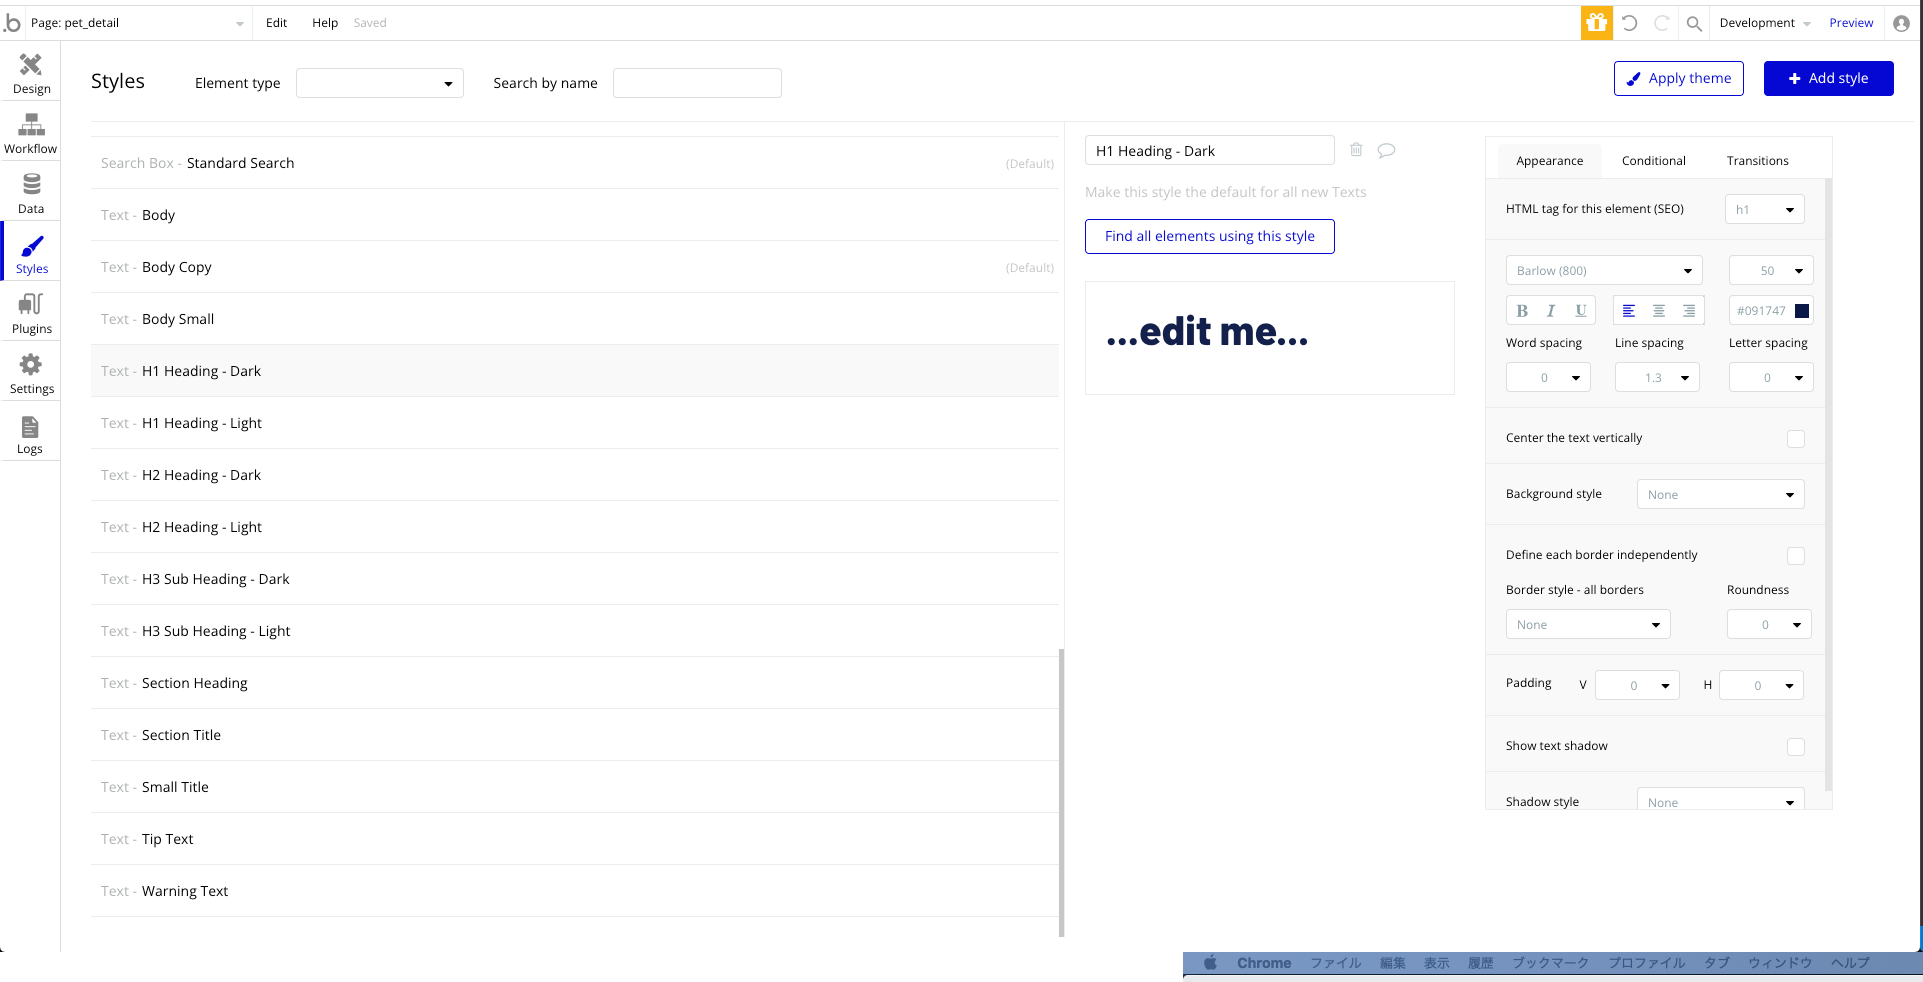 .b
Page: pet_detail
Edit
Help
Saved
Development
Preview
Design
Workflow
Data
Styles
Plugins
Settings
Logs
Styles
Element type
Search by name
Apply theme
+ Add style
Search Box - Standard Search (Default)
Text - Body
Text - Body Copy (Default)
Text - Body Small
Text - H1 Heading - Dark
Text - H1 Heading - Light
Text - H2 Heading - Dark
Text - H2 Heading - Light
Text - H3 Sub Heading - Dark
Text - H3 Sub Heading - Light
Text - Section Heading
Text - Section Title
Text - Small Title
Text - Tip Text
Text - Warning Text
H1 Heading - Dark
Make this style the default for all new Texts
Find all elements using this style
...edit me...
Appearance
Conditional
Transitions
HTML tag for this element (SEO)
h1
Barlow (800)
50
B I U
#091747
Word spacing
Line spacing
Letter spacing
0
1.3
0
Center the text vertically
Background style
None
Define each border independently
Border style - all borders
Roundness
None
0
Padding
V
0
H
0
Show text shadow
Shadow style
None
Chrome ファイル 編集 表示 履歴 ブックマーク プロファイル タブ ウィンドウ ヘルプ